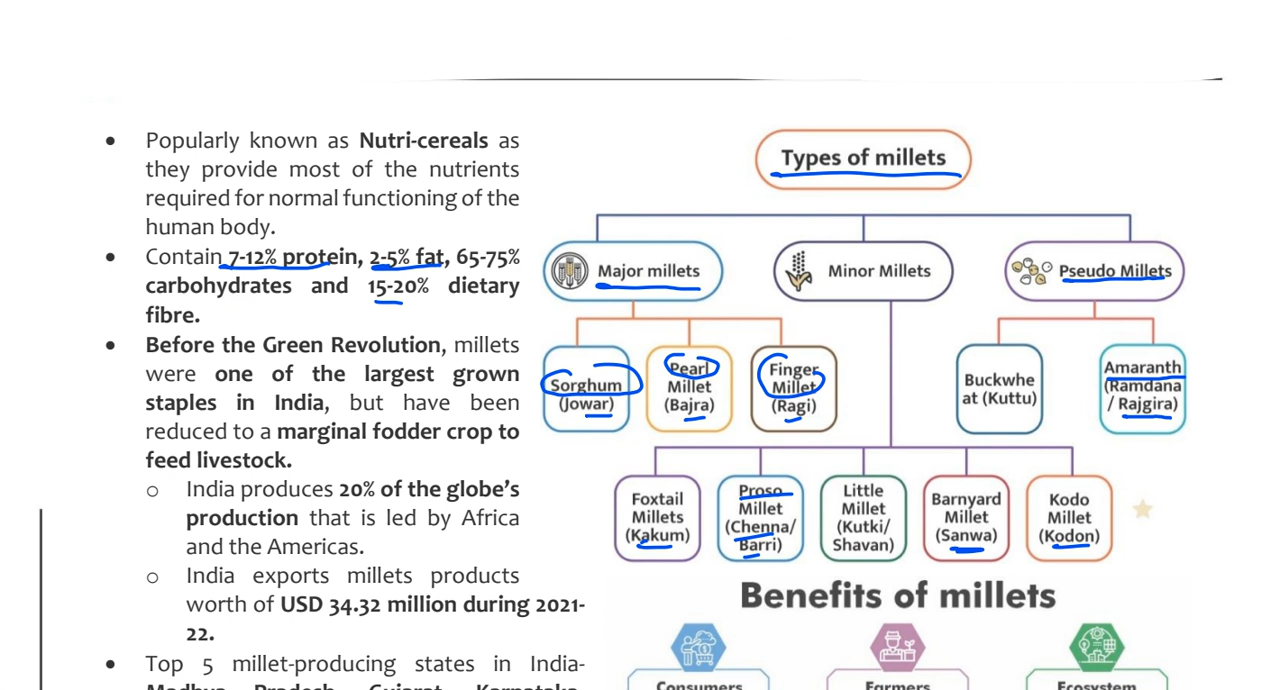 • Popularly known as Nutri-cereals as
they provide most of the nutrients
required for normal functioning of the
human body.
• Contain 7-12% protein, 2-5% fat, 65-75%
carbohydrates and 15-20% dietary
fibre.
• Before the Green Revolution, millets
were one of the largest grown
staples in India, but have been
reduced to a marginal fodder crop to
feed livestock.
o India produces 20% of the globe's
production that is led by Africa
and the Americas.
o India exports millets products
worth of USD 34.32 million during 2021-
22.
• Top 5 millet-producing states in India-
Madhya Pradesh, Gujarat, Karnataka,
Types of millets
Major millets
Minor Millets
Pseudo Millets
Sorghum
(Jowar)
Pearl
Millet
(Bajra)
Finger
Millet
(Ragi)
Buckwhe
at (Kuttu)
Amaranth
(Ramdana
/ Rajgira)
Foxtail
Millets
(Kakum)
Proso
Millet
(Chenna/
Barri)
Little
Millet
(Kutki/
Shavan)
Barnyard
Millet
(Sanwa)
Kodo
Millet
(Kodon)
Benefits of millets
Consumers
Farmers
Ecosystem